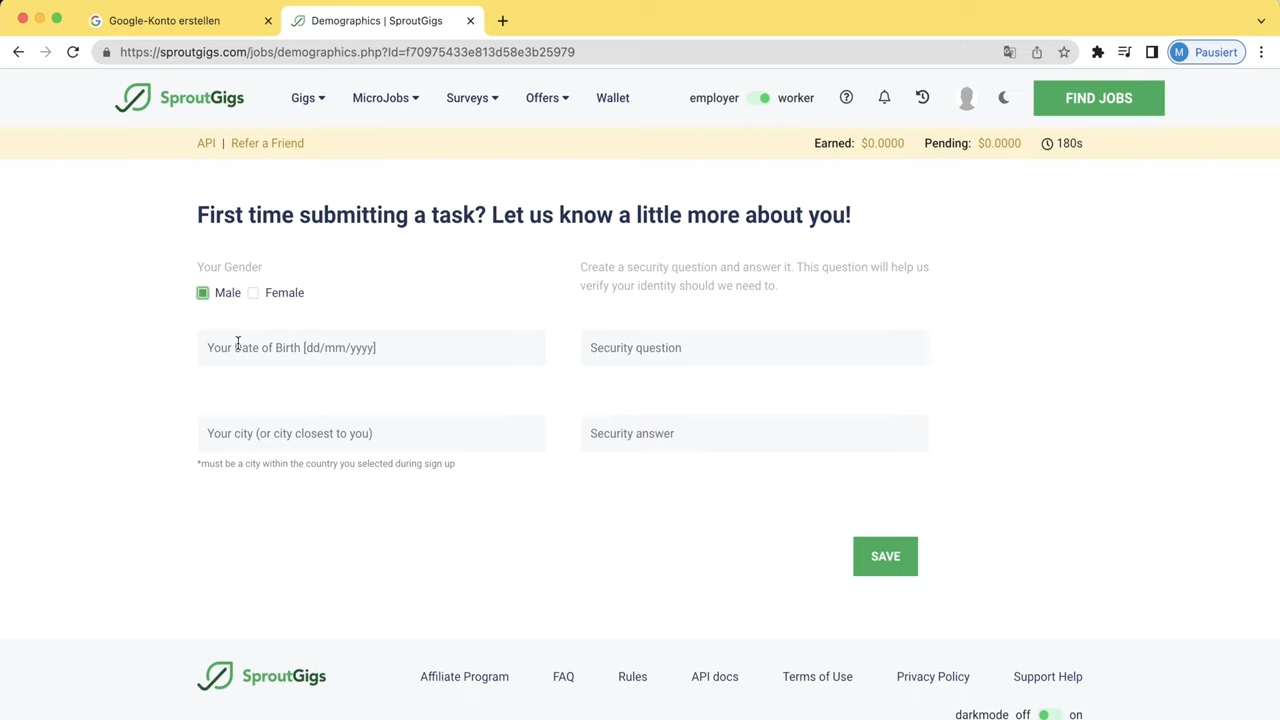 Google-Konto erstellen
Demographics | SproutGigs
https://sproutgigs.com/jobs/demographics.php?Id=f70975433e813d58e3b25979
M Pausiert
SproutGigs
Gigs
MicroJobs
Surveys
Offers
Wallet
employer
worker
FIND JOBS
API | Refer a Friend
Earned: $0.0000
Pending: $0.0000
180s
First time submitting a task? Let us know a little more about you!
Your Gender
Male
Female
Create a security question and answer it. This question will help us
verify your identity should we need to.
Your Date of Birth [dd/mm/yyyy]
Security question
Your city (or city closest to you)
Security answer
*must be a city within the country you selected during sign up
SAVE
SproutGigs
Affiliate Program
FAQ
Rules
API docs
Terms of Use
Privacy Policy
Support Help
darkmode off on